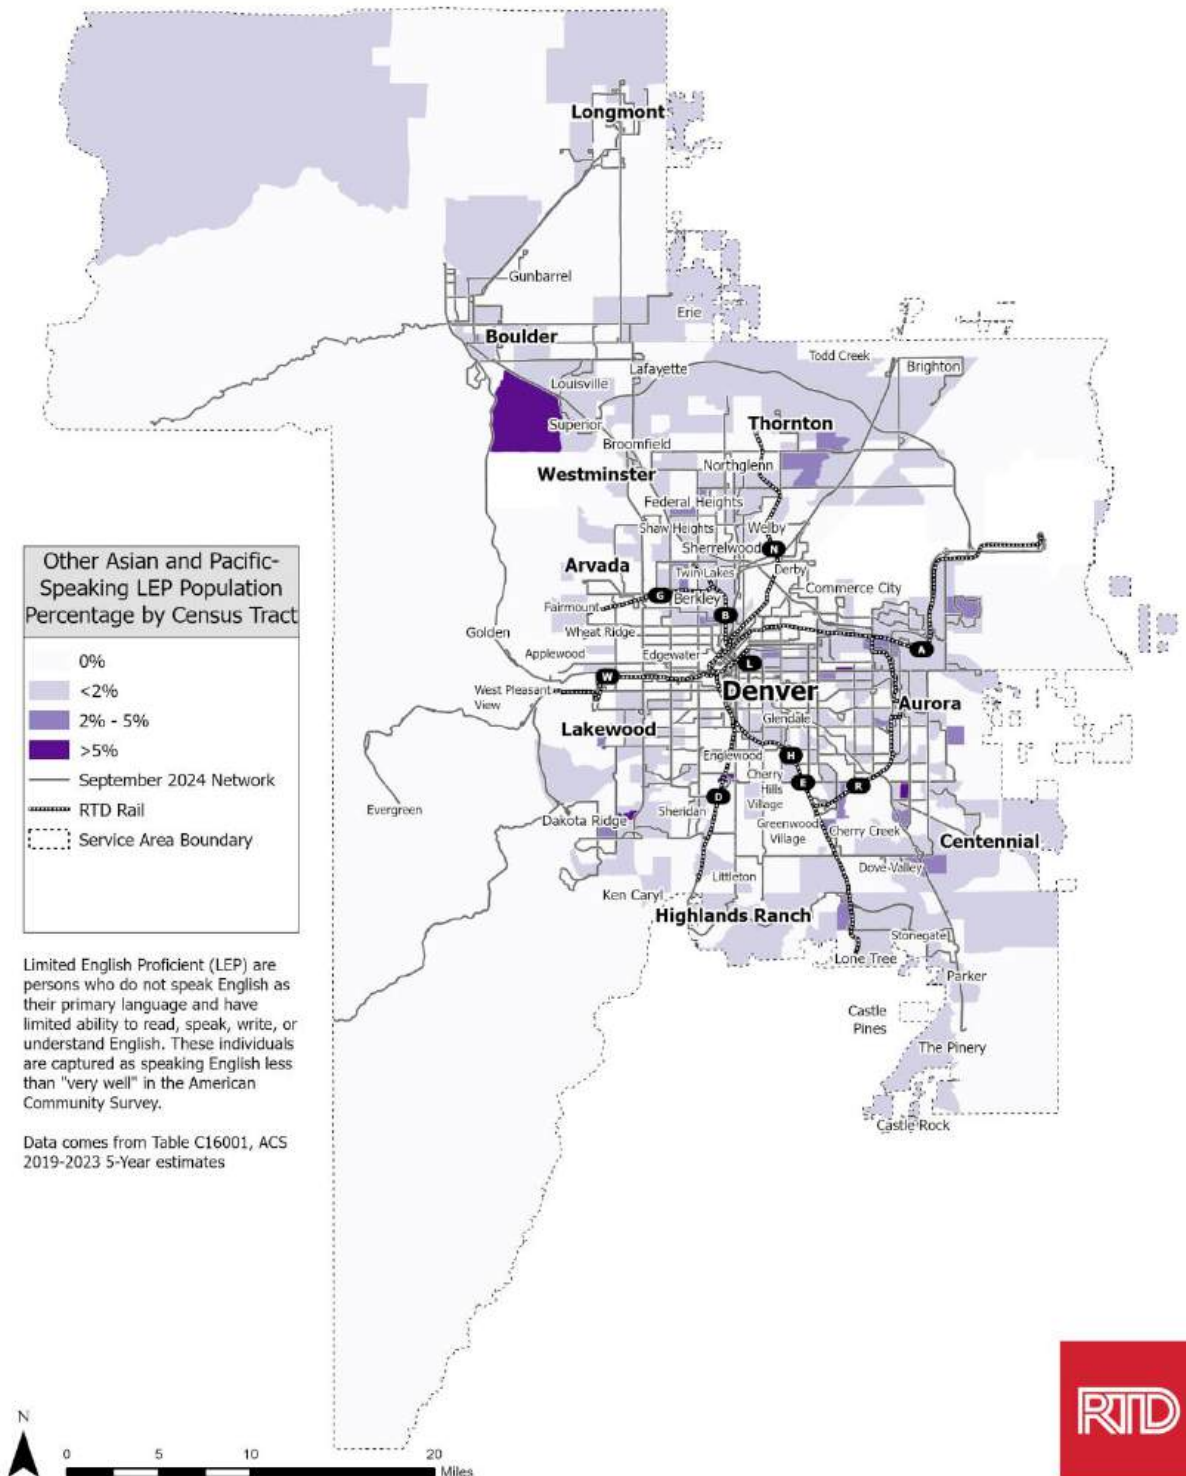 Longmont
Gunbarrel
Erie
Boulder
Todd Creek
Brighton
Lafayette
Louisville
Superior
Thornton
Broomfield
Northglenn
Westminster
Federal Heights
Shaw Heights
Welby
Sherrelwood
N
Arvada
Twin Lakes
Derby
Commerce City
G
Berkley
Fairmount
B
Golden
Wheat Ridge
Applewood
Edgewater
A
L
W
West Pleasant
View
Denver
Aurora
Glendale
Lakewood
Englewood
H
Cherry
Hills
Village
E
R
D
Evergreen
Sheridan
Dakota Ridge
Greenwood
Village
Cherry Creek
Centennial
Dove Valley
Littleton
Ken Caryl
Highlands Ranch
Stonegate
Lone Tree
Parker
Castle
Pines
The Pinery
Castle Rock
Other Asian and Pacific-
Speaking LEP Population
Percentage by Census Tract
0%
<2%
2% - 5%
>5%
September 2024 Network
RTD Rail
Service Area Boundary
Limited English Proficient (LEP) are
persons who do not speak English as
their primary language and have
limited ability to read, speak, write, or
understand English. These individuals
are captured as speaking English less
than "very well" in the American
Community Survey.
Data comes from Table C16001, ACS
2019-2023 5-Year estimates
N
0 5 10 20
Miles
RTD